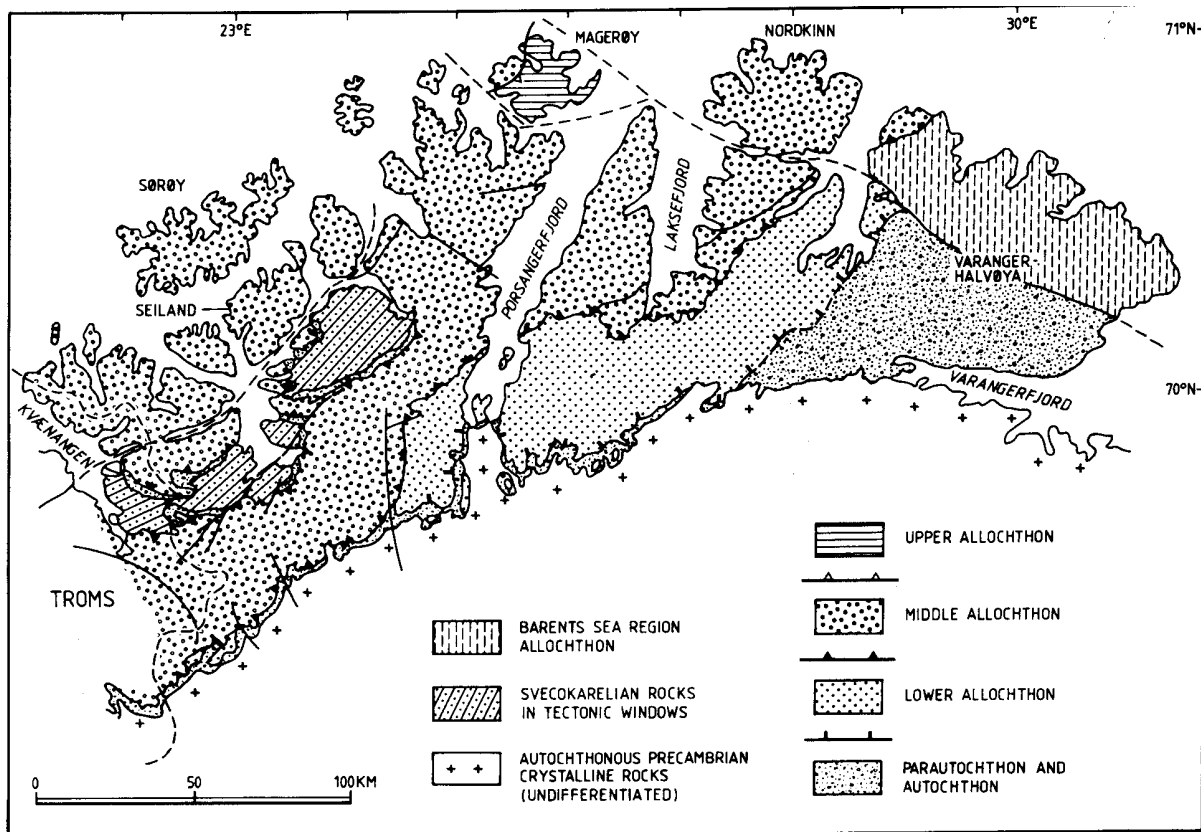 23°E
MAGERØY
NORDKINN
30°E
71°N
SØRØY
PORSANGERFJORD
LAKSEFJORD
SEILAND
VARANGER
HALVØYA
VARANGERFJORD
70°N
KVÆNANGEN
TROMS
UPPER ALLOCHTHON
MIDDLE ALLOCHTHON
LOWER ALLOCHTHON
PARAUTOCHTHON AND
AUTOCHTHON
BARENTS SEA REGION
ALLOCHTHON
SVECOKARELIAN ROCKS
IN TECTONIC WINDOWS
AUTOCHTHONOUS PRECAMBRIAN
CRYSTALLINE ROCKS
(UNDIFFERENTIATED)
0 50 100 KM